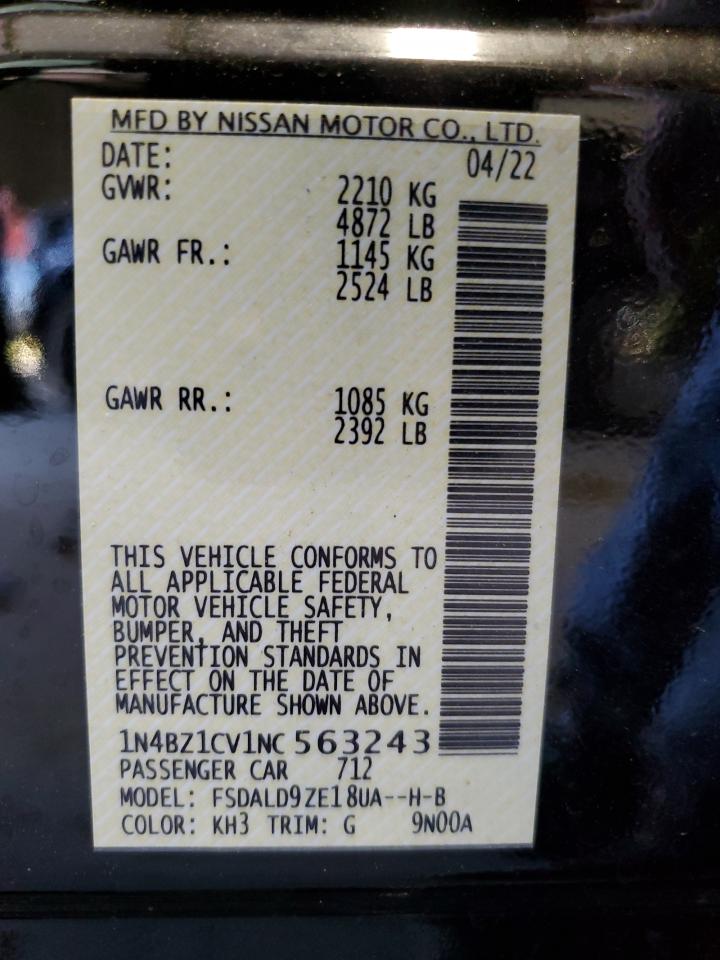 MFD BY NISSAN MOTOR CO., LTD.
DATE: 04/22
GVWR: 2210 KG
4872 LB
GAWR FR.: 1145 KG
2524 LB
GAWR RR.: 1085 KG
2392 LB
THIS VEHICLE CONFORMS TO
ALL APPLICABLE FEDERAL
MOTOR VEHICLE SAFETY,
BUMPER, AND THEFT
PREVENTION STANDARDS IN
EFFECT ON THE DATE OF
MANUFACTURE SHOWN ABOVE.
1N4BZ1CV1NC 563243
PASSENGER CAR 712
MODEL: FSDALD9ZE18UA--H-B
COLOR: KH3 TRIM: G 9N00A